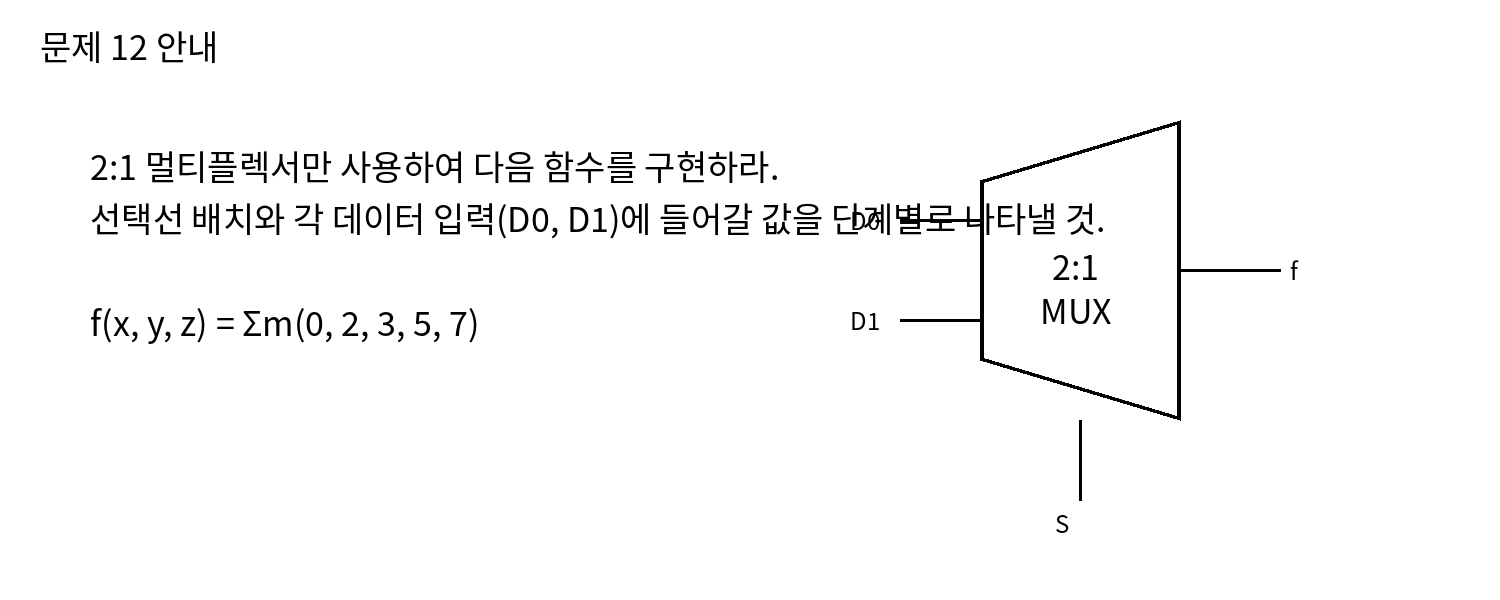 문제 12 안내
2:1 멀티플렉서만 사용하여 다음 함수를 구현하라.
선택선 배치와 각 데이터 입력(D0, D1)에 들어갈 값을 단계별로 나타낼 것.
D0
2:1
MUX
f
f(x, y, z) = Σm(0, 2, 3, 5, 7)
D1
S